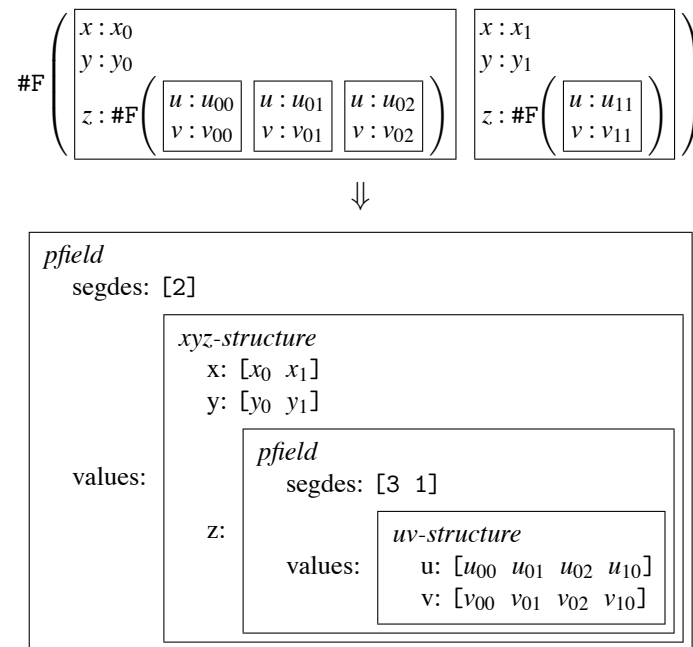 x : x₀ x : x₁
y : y₀ y : y₁
#F( z : #F( u : u₀₀ u : u₀₁ u : u₀₂ ) z : #F( u : u₁₁ ) )
v : v₀₀ v : v₀₁ v : v₀₂ v : v₁₁
⇓
pfield
segdes: [2]
xyz-structure
x: [x₀ x₁]
y: [y₀ y₁]
values:
pfield
segdes: [3 1]
z:
uv-structure
values: u: [u₀₀ u₀₁ u₀₂ u₁₀]
v: [v₀₀ v₀₁ v₀₂ v₁₀]